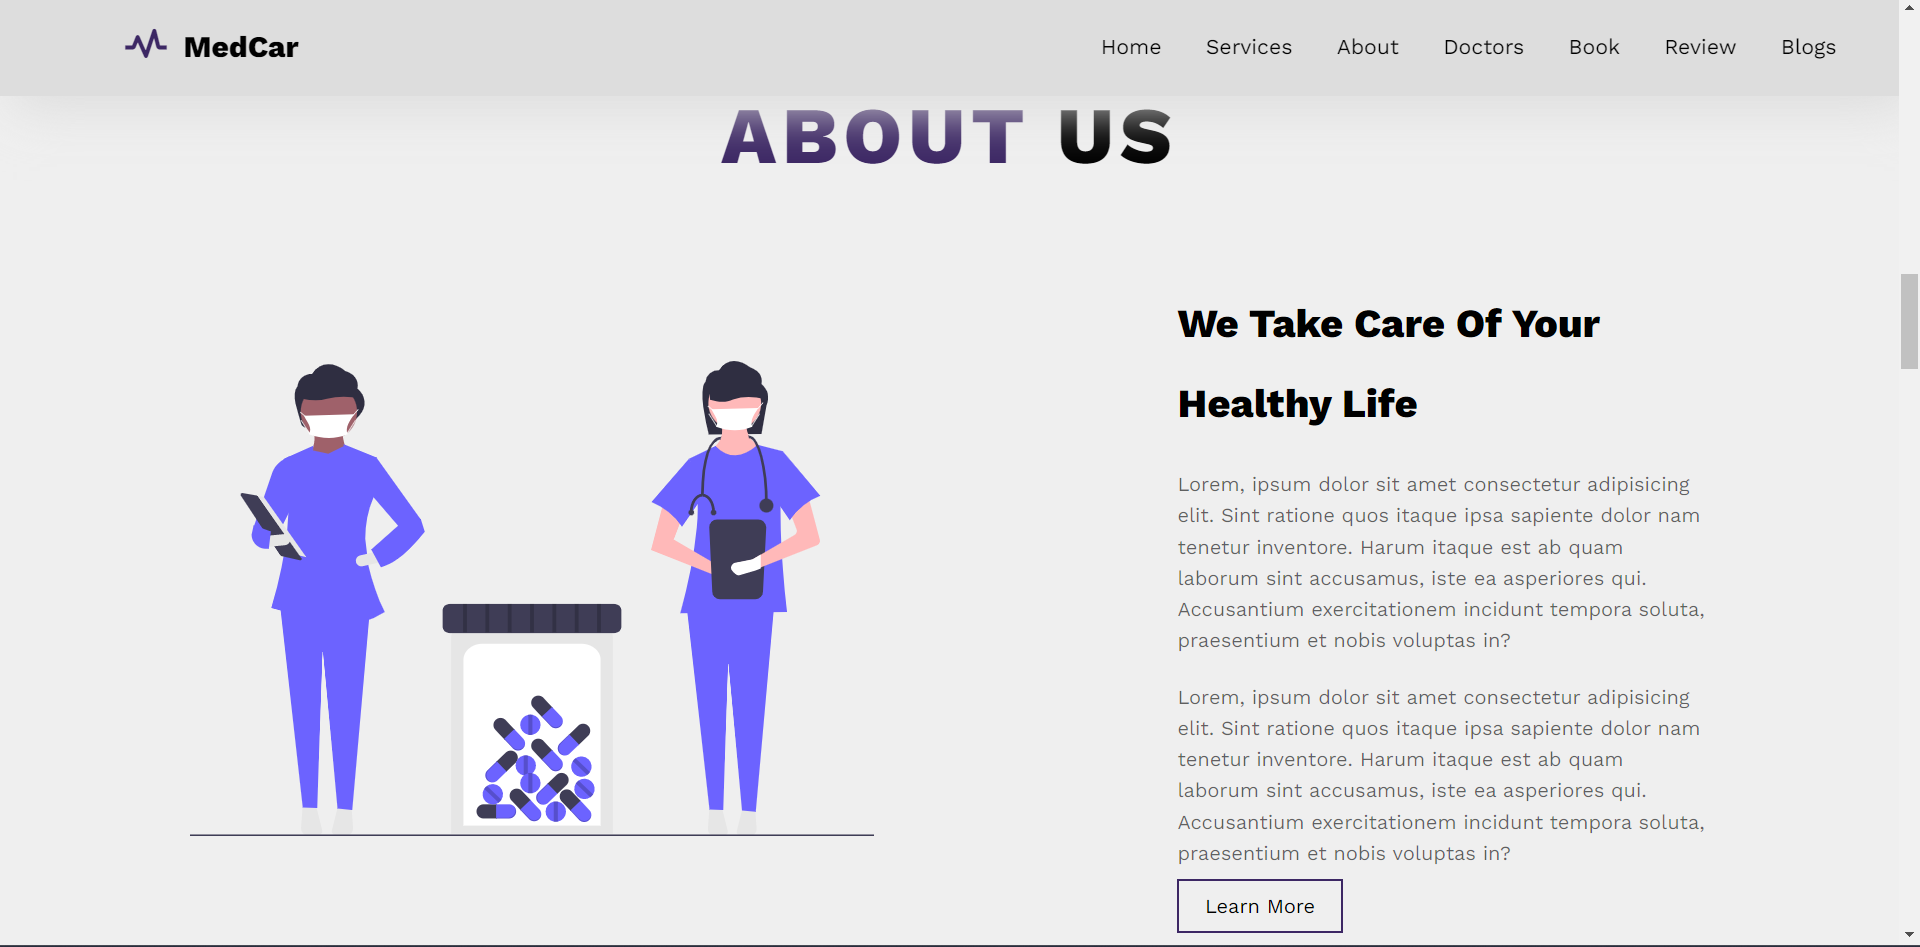 MedCar
Home Services About Doctors Book Review Blogs
ABOUT US
We Take Care Of Your
Healthy Life
Lorem, ipsum dolor sit amet consectetur adipisicing
elit. Sint ratione quos itaque ipsa sapiente dolor nam
tenetur inventore. Harum itaque est ab quam
laborum sint accusamus, iste ea asperiores qui.
Accusantium exercitationem incidunt tempora soluta,
praesentium et nobis voluptas in?
Lorem, ipsum dolor sit amet consectetur adipisicing
elit. Sint ratione quos itaque ipsa sapiente dolor nam
tenetur inventore. Harum itaque est ab quam
laborum sint accusamus, iste ea asperiores qui.
Accusantium exercitationem incidunt tempora soluta,
praesentium et nobis voluptas in?
Learn More